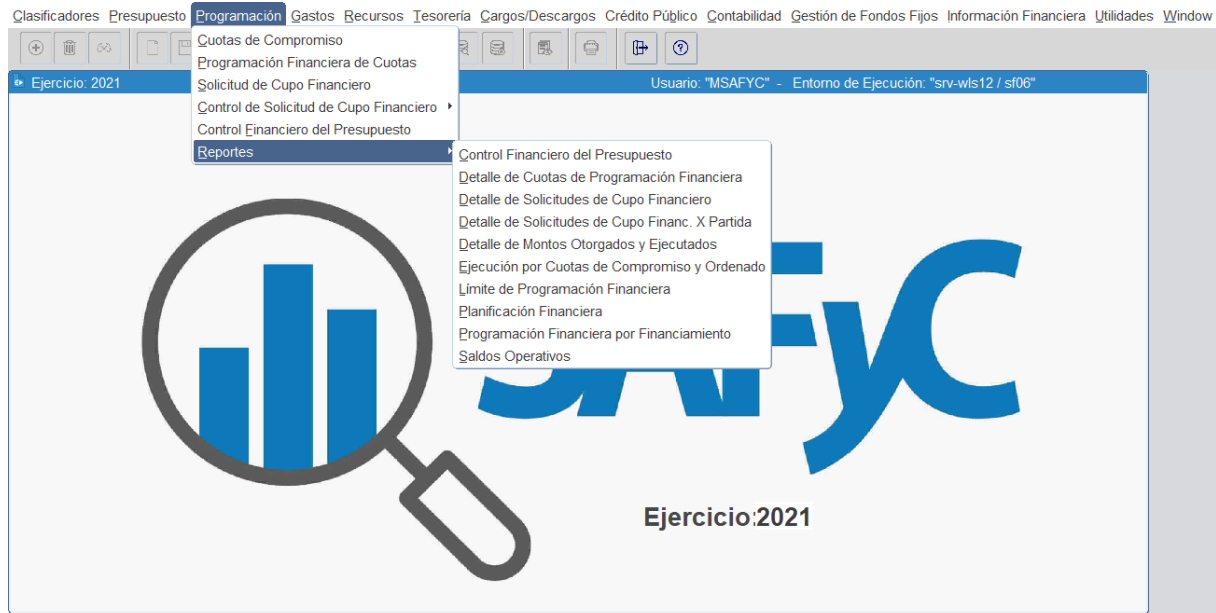 Clasificadores Presupuesto Programación Gastos Recursos Tesorería Cargos/Descargos Crédito Público Contabilidad Gestión de Fondos Fijos Información Financiera Utilidades Window
Ejercicio: 2021 Usuario: "MSAFYC" - Entorno de Ejecución: "srv-wls12 / sf06"
Cuotas de Compromiso
Programación Financiera de Cuotas
Solicitud de Cupo Financiero
Control de Solicitud de Cupo Financiero
Control Financiero del Presupuesto
Reportes
Control Financiero del Presupuesto
Detalle de Cuotas de Programación Financiera
Detalle de Solicitudes de Cupo Financiero
Detalle de Solicitudes de Cupo Financ. X Partida
Detalle de Montos Otorgados y Ejecutados
Ejecución por Cuotas de Compromiso y Ordenado
Límite de Programación Financiera
Planificación Financiera
Programación Financiera por Financiamiento
Saldos Operativos
SAFyC
Ejercicio:2021